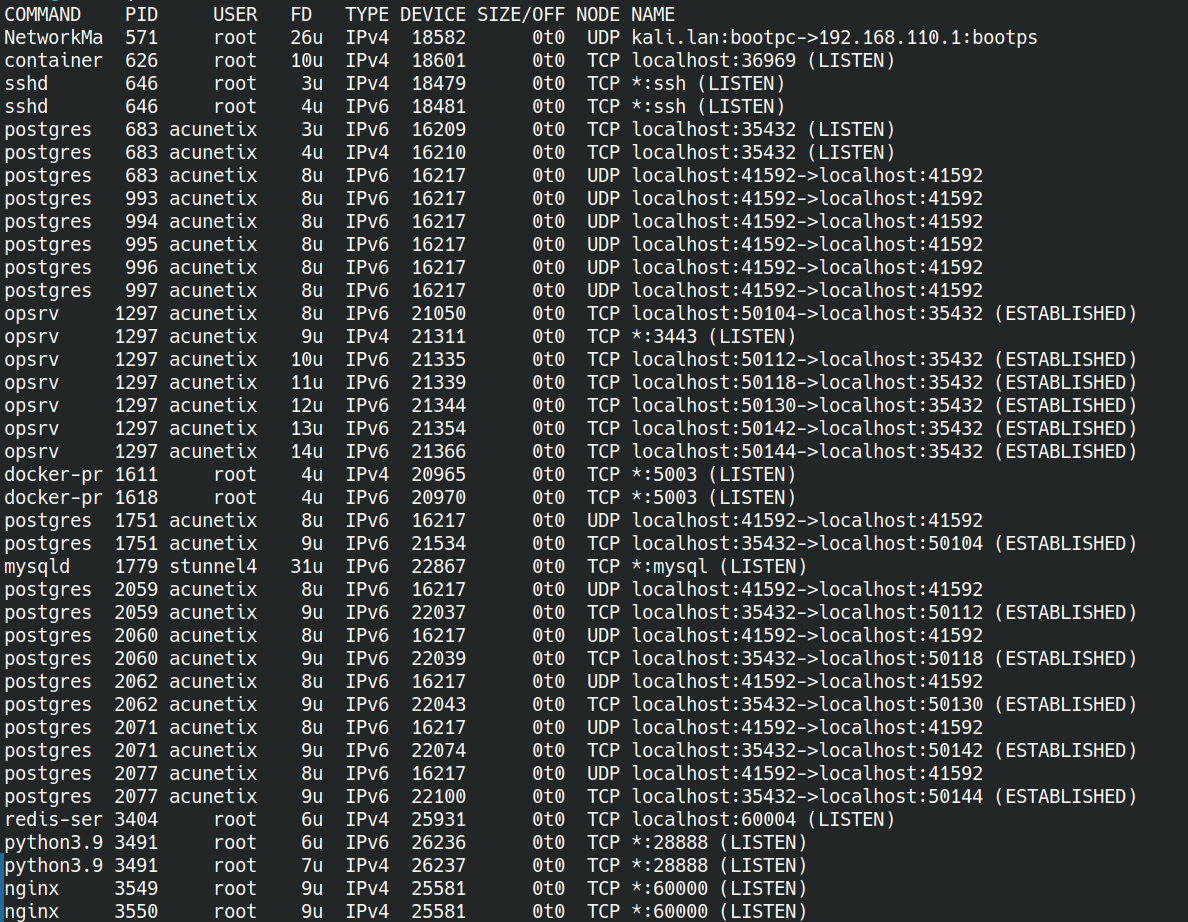 COMMAND    PID     USER   FD   TYPE DEVICE SIZE/OFF NODE NAME
NetworkMa  571     root   26u  IPv4  18582      0t0  UDP kali.lan:bootpc->192.168.110.1:bootps
container  626     root   10u  IPv4  18601      0t0  TCP localhost:36969 (LISTEN)
sshd       646     root    3u  IPv4  18479      0t0  TCP *:ssh (LISTEN)
sshd       646     root    4u  IPv6  18481      0t0  TCP *:ssh (LISTEN)
postgres   683 acunetix    3u  IPv6  16209      0t0  TCP localhost:35432 (LISTEN)
postgres   683 acunetix    4u  IPv4  16210      0t0  TCP localhost:35432 (LISTEN)
postgres   683 acunetix    8u  IPv6  16217      0t0  UDP localhost:41592->localhost:41592
postgres   993 acunetix    8u  IPv6  16217      0t0  UDP localhost:41592->localhost:41592
postgres   994 acunetix    8u  IPv6  16217      0t0  UDP localhost:41592->localhost:41592
postgres   995 acunetix    8u  IPv6  16217      0t0  UDP localhost:41592->localhost:41592
postgres   996 acunetix    8u  IPv6  16217      0t0  UDP localhost:41592->localhost:41592
postgres   997 acunetix    8u  IPv6  16217      0t0  UDP localhost:41592->localhost:41592
opsrv     1297 acunetix    8u  IPv6  21050      0t0  TCP localhost:50104->localhost:35432 (ESTABLISHED)
opsrv     1297 acunetix    9u  IPv4  21311      0t0  TCP *:3443 (LISTEN)
opsrv     1297 acunetix   10u  IPv6  21335      0t0  TCP localhost:50112->localhost:35432 (ESTABLISHED)
opsrv     1297 acunetix   11u  IPv6  21339      0t0  TCP localhost:50118->localhost:35432 (ESTABLISHED)
opsrv     1297 acunetix   12u  IPv6  21344      0t0  TCP localhost:50130->localhost:35432 (ESTABLISHED)
opsrv     1297 acunetix   13u  IPv6  21354      0t0  TCP localhost:50142->localhost:35432 (ESTABLISHED)
opsrv     1297 acunetix   14u  IPv6  21366      0t0  TCP localhost:50144->localhost:35432 (ESTABLISHED)
docker-pr 1611     root    4u  IPv4  20965      0t0  TCP *:5003 (LISTEN)
docker-pr 1618     root    4u  IPv6  20970      0t0  TCP *:5003 (LISTEN)
postgres  1751 acunetix    8u  IPv6  16217      0t0  UDP localhost:41592->localhost:41592
postgres  1751 acunetix    9u  IPv6  21534      0t0  TCP localhost:35432->localhost:50104 (ESTABLISHED)
mysqld    1779 stunnel4   31u  IPv6  22867      0t0  TCP *:mysql (LISTEN)
postgres  2059 acunetix    8u  IPv6  16217      0t0  UDP localhost:41592->localhost:41592
postgres  2059 acunetix    9u  IPv6  22037      0t0  TCP localhost:35432->localhost:50112 (ESTABLISHED)
postgres  2060 acunetix    8u  IPv6  16217      0t0  UDP localhost:41592->localhost:41592
postgres  2060 acunetix    9u  IPv6  22039      0t0  TCP localhost:35432->localhost:50118 (ESTABLISHED)
postgres  2062 acunetix    8u  IPv6  16217      0t0  UDP localhost:41592->localhost:41592
postgres  2062 acunetix    9u  IPv6  22043      0t0  TCP localhost:35432->localhost:50130 (ESTABLISHED)
postgres  2071 acunetix    8u  IPv6  16217      0t0  UDP localhost:41592->localhost:41592
postgres  2071 acunetix    9u  IPv6  22074      0t0  TCP localhost:35432->localhost:50142 (ESTABLISHED)
postgres  2077 acunetix    8u  IPv6  16217      0t0  UDP localhost:41592->localhost:41592
postgres  2077 acunetix    9u  IPv6  22100      0t0  TCP localhost:35432->localhost:50144 (ESTABLISHED)
redis-ser 3404     root    6u  IPv4  25931      0t0  TCP localhost:60004 (LISTEN)
python3.9 3491     root    6u  IPv6  26236      0t0  TCP *:28888 (LISTEN)
python3.9 3491     root    7u  IPv4  26237      0t0  TCP *:28888 (LISTEN)
nginx     3549     root    9u  IPv4  25581      0t0  TCP *:60000 (LISTEN)
nginx     3550     root    9u  IPv4  25581      0t0  TCP *:60000 (LISTEN)